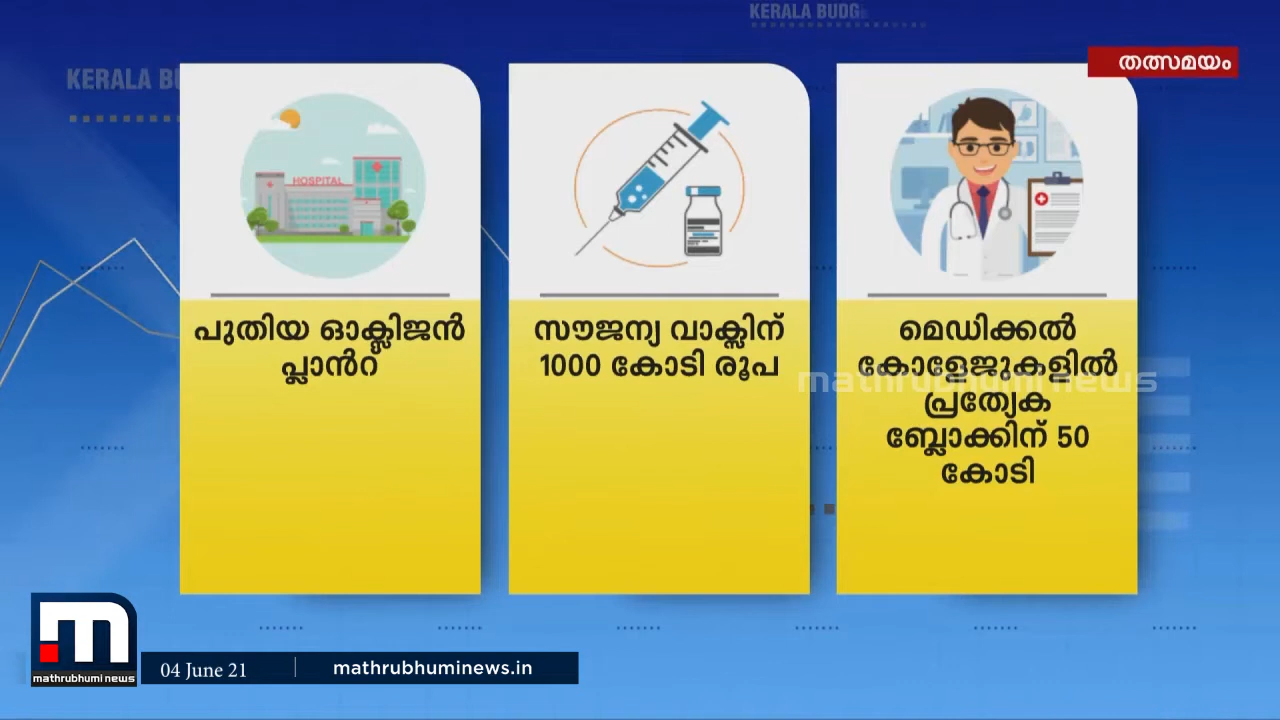 KERALA BUDG
KERALA BU
തത്സമയം
HOSPITAL
പുതിയ ഓക്സിജൻ
പ്ലാൻറ്
സൗജന്യ വാക്സിന്
1000 കോടി രൂപ
മെഡിക്കൽ
കോളേജുകളിൽ
പ്രത്യേക
ബ്ലോക്കിന് 50
കോടി
mathrubhumi news
mathrubhumi news
04 June 21
mathrubhuminews.in